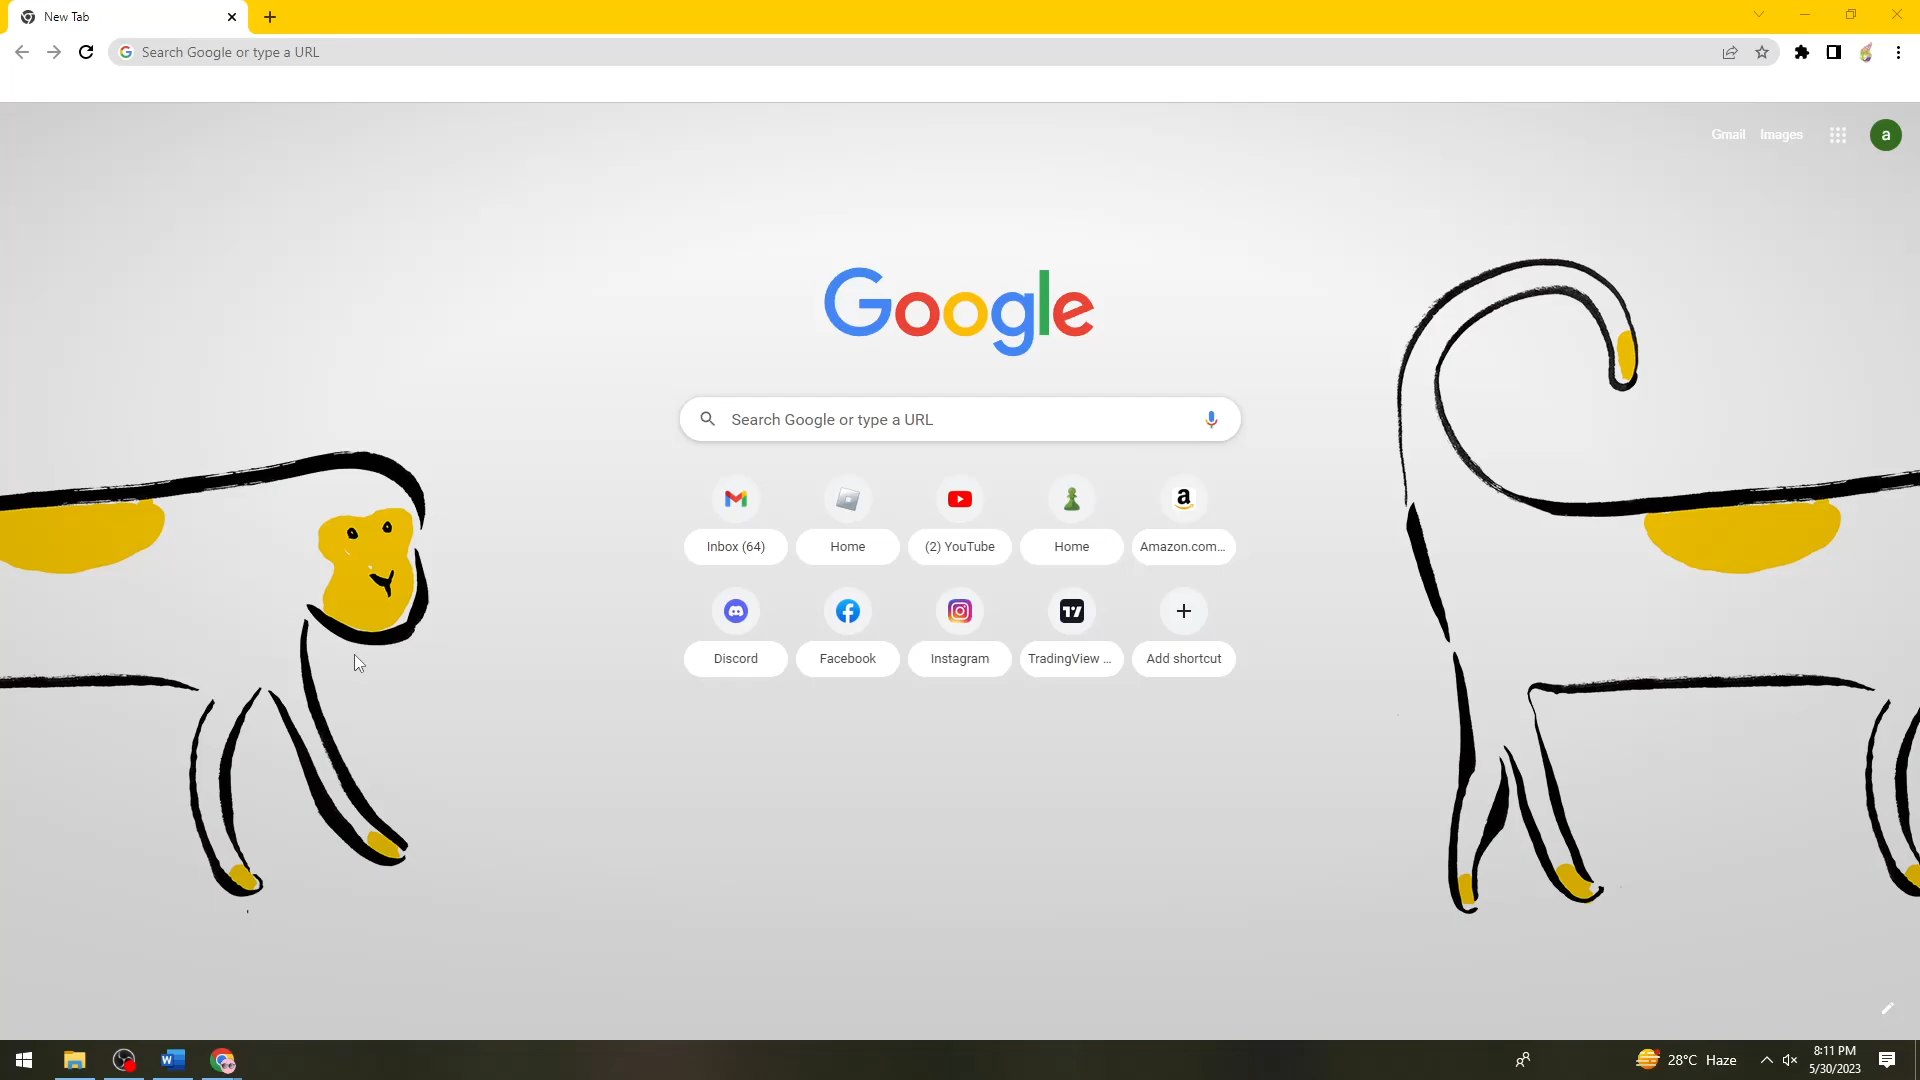 New Tab
Search Google or type a URL
Gmail Images
a
Google
Search Google or type a URL
Inbox (64) Home (2) YouTube Home Amazon.com...
Discord Facebook Instagram TradingView ... Add shortcut
28°C Haze
8:11 PM
5/30/2023